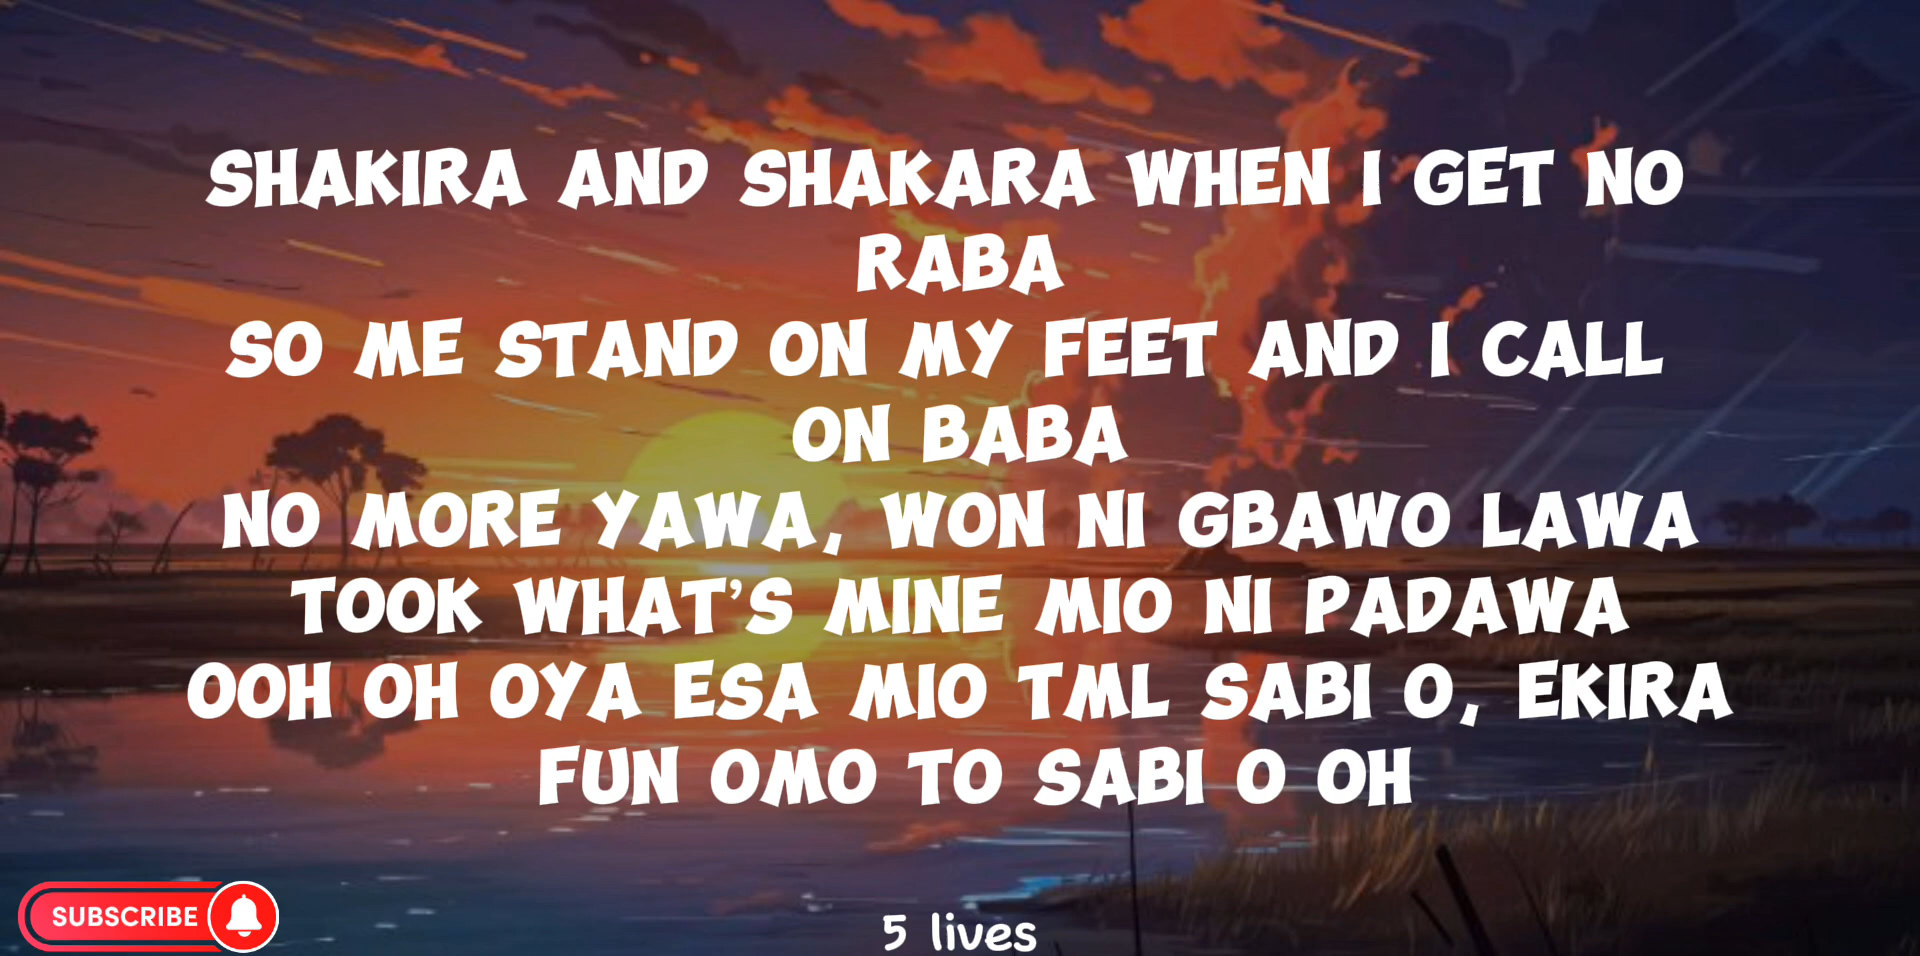 SHAKIRA AND SHAKARA WHEN I GET NO
RABA
SO ME STAND ON MY FEET AND I CALL
ON BABA
NO MORE YAWA, WON NI GBAWO LAWA
TOOK WHAT'S MINE MIO NI PADAWA
OOH OH OYA ESA MIO TML SABI O, EKIRA
FUN OMO TO SABI O OH
SUBSCRIBE
5 lives